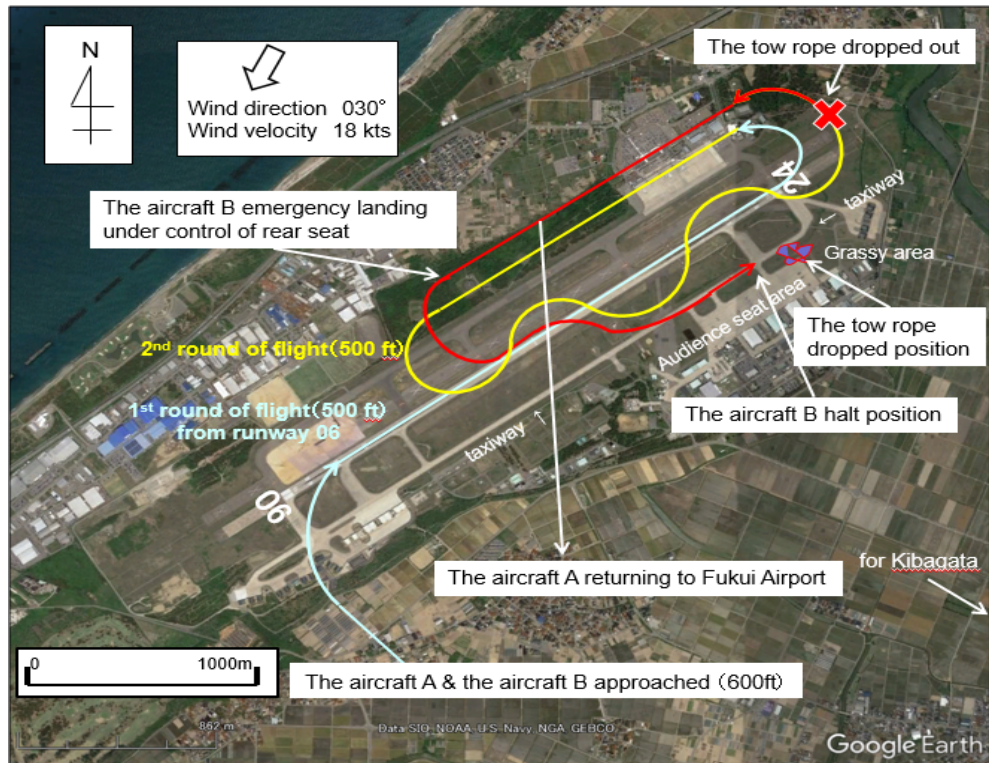 N
Wind direction 030°
Wind velocity 18 kts
The tow rope dropped out
24
← taxiway
The aircraft B emergency landing
under control of rear seat
Grassy area
Audience seat area
The tow rope
dropped position
2nd round of flight(500 ft)
The aircraft B halt position
1st round of flight(500 ft)
from runway 06
taxiway ←
06
for Kibagata
The aircraft A returning to Fukui Airport
0 1000m
The aircraft A & the aircraft B approached (600ft)
862 m
Data SIO, NOAA, U.S. Navy, NGA, GEBCO
Google Earth